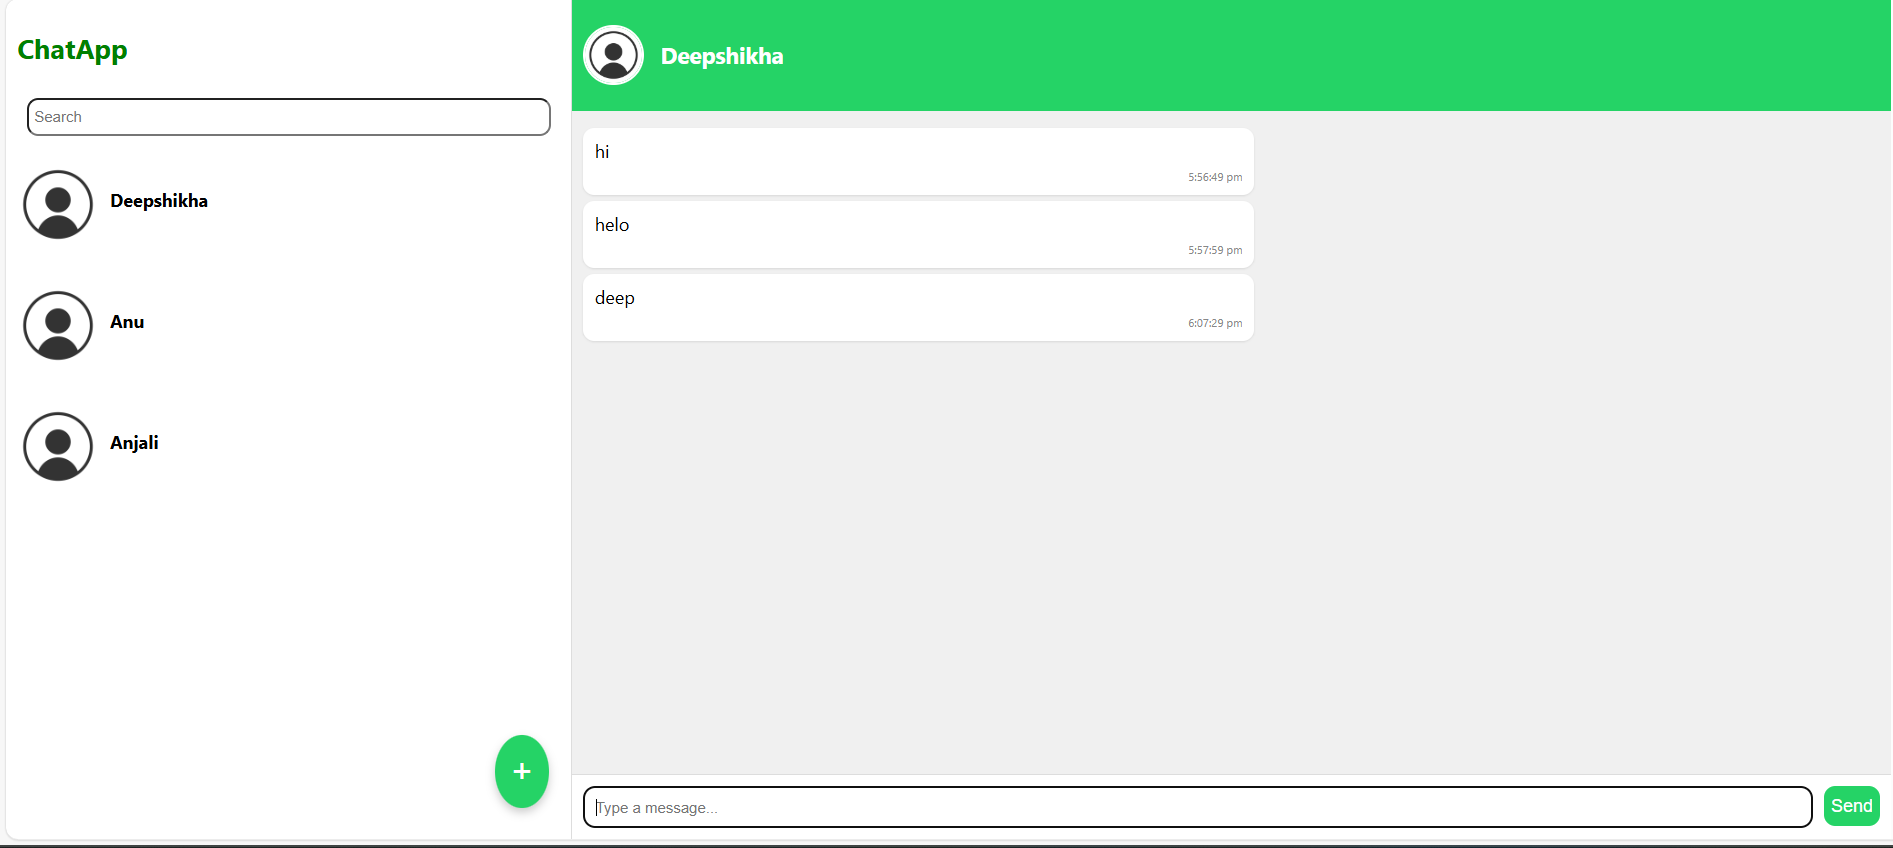 ChatApp
Search
Deepshikha
Anu
Anjali
+
Deepshikha
hi
5:56:49 pm
helo
5:57:59 pm
deep
6:07:29 pm
Type a message...
Send